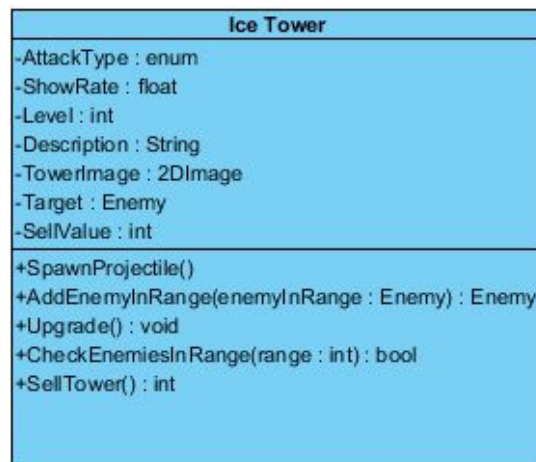 Ice Tower
-AttackType : enum
-ShowRate : float
-Level : int
-Description : String
-TowerImage : 2DImage
-Target : Enemy
-SellValue : int
+SpawnProjectile()
+AddEnemyInRange(enemyInRange : Enemy) : Enemy
+Upgrade() : void
+CheckEnemiesInRange(range : int) : bool
+SellTower() : int